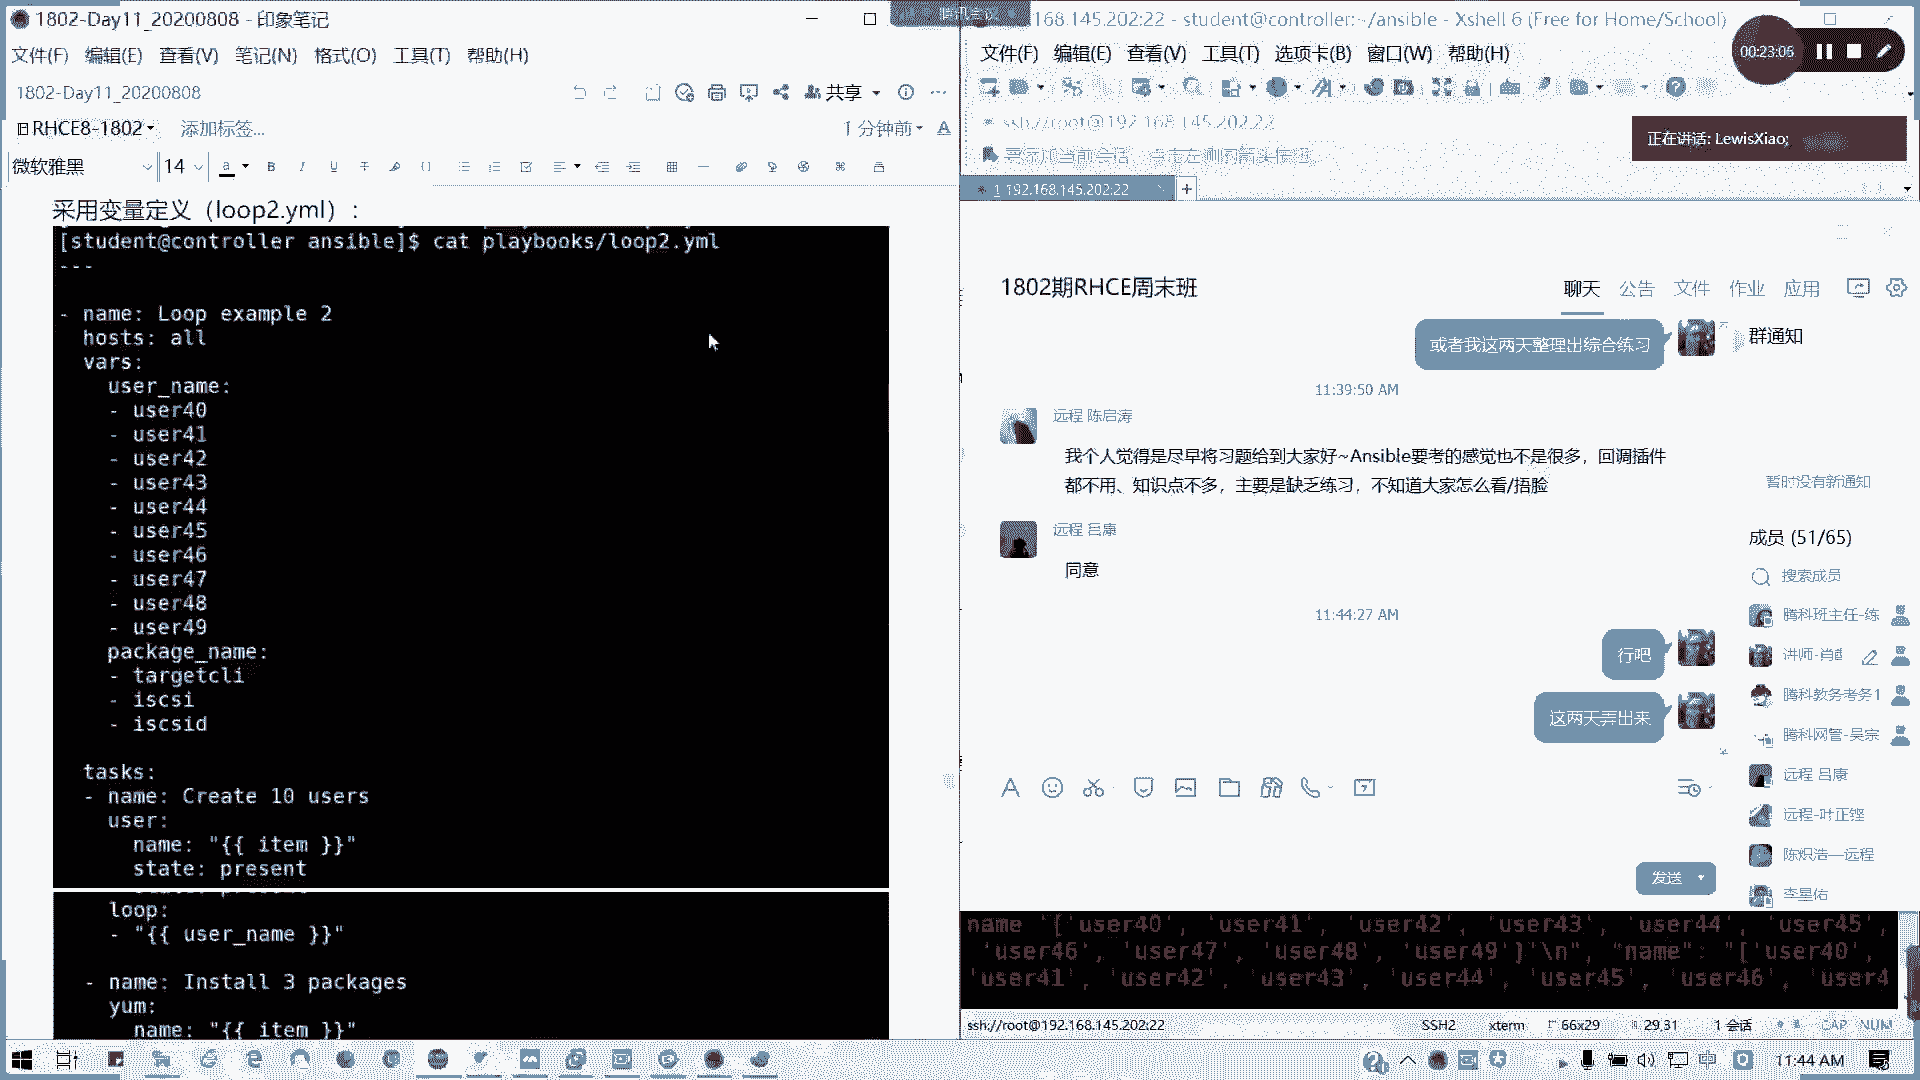 1802-Day11_20200808 - 印象笔记
文件(F) 编辑(E) 查看(V) 笔记(N) 格式(O) 工具(T) 帮助(H)
1802-Day11_20200808
共享
RHCE8-1802
添加标签...
1 分钟前
微软雅黑
14
采用变量定义（loop2.yml）:
[student@controller ansible]$ cat playbooks/loop2.yml
---
- name: Loop example 2
hosts: all
vars:
user_name:
- user40
- user41
- user42
- user43
- user44
- user45
- user46
- user47
- user48
- user49
package_name:
- targetcli
- iscsi
- iscsid
tasks:
- name: Create 10 users
user:
name: "{{ item }}"
state: present
loop:
- "{{ user_name }}"
- name: Install 3 packages
yum:
name: "{{ item }}"
168.145.202:22 - student@controller:~/ansible - Xshell 6 (Free for Home/School)
文件(F) 编辑(E) 查看(V) 工具(T) 选项卡(B) 窗口(W) 帮助(H)
00:23:06
ssh://root@192.168.145.202:22
正在讲话: LewisXiao;
1 192.168.145.202:22
1802期RHCE周末班
聊天 公告 文件 作业 应用
或者我这两天整理出综合练习
群通知
11:39:50 AM
远程 陈启涛
我个人觉得是尽早将习题给到大家好~Ansible要考的感觉也不是很多，回调插件
都不用、知识点不多，主要是缺乏练习，不知道大家怎么看/捂脸
暂时没有新通知
远程 吕康
同意
成员 (51/65)
搜索成员
11:44:27 AM
腾科班主任-练
行吧
讲师-肖
腾科教务考务1
这两天弄出来
腾科网管-吴宗
远程 吕康
远程-叶正铿
陈炽浩—远程
发送
李星佑
name '['user40', 'user41', 'user42', 'user43', 'user44', 'user45',
'user46', 'user47', 'user48', 'user49']'\n", "name": "['user40',
'user41', 'user42', 'user43', 'user44', 'user45', 'user46', 'user4
ssh://root@192.168.145.202:22
SSH2
xterm
66x29
29,31
1 会话
CAP NUM
11:44 AM